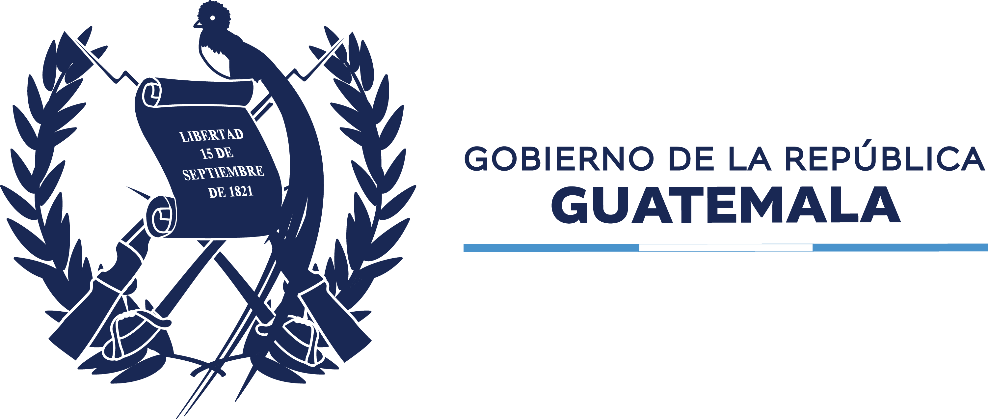 LIBERTAD
15 DE
SEPTIEMBRE
DE 1821
GOBIERNO DE LA REPÚBLICA
GUATEMALA